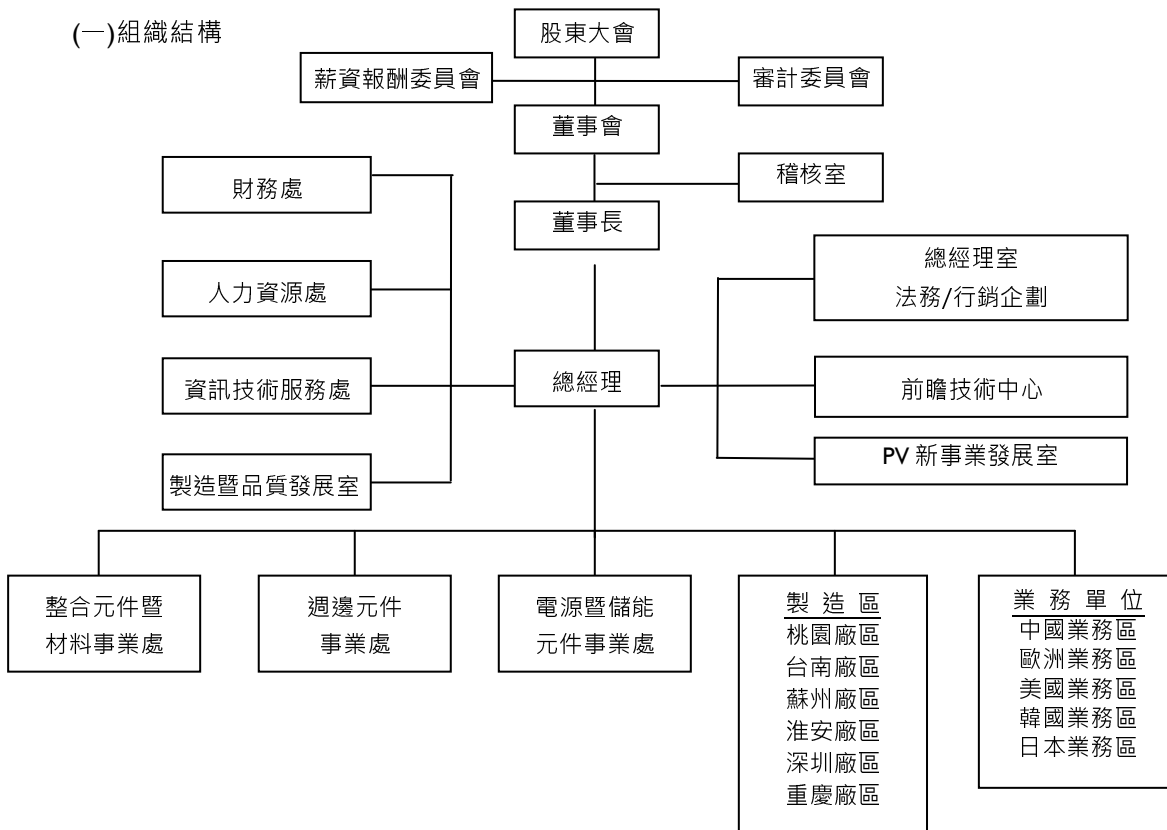 (一)組織結構
股東大會
薪資報酬委員會
審計委員會
董事會
稽核室
財務處
董事長
總經理室
法務/行銷企劃
人力資源處
總經理
資訊技術服務處
前瞻技術中心
PV 新事業發展室
製造暨品質發展室
整合元件暨
材料事業處
週邊元件
事業處
電源暨儲能
元件事業處
製造區
桃園廠區
台南廠區
蘇州廠區
淮安廠區
深圳廠區
重慶廠區
業務單位
中國業務區
歐洲業務區
美國業務區
韓國業務區
日本業務區